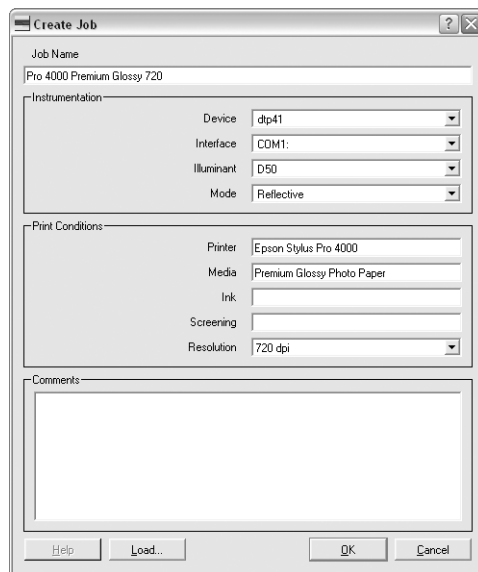 Create Job
Job Name
Pro 4000 Premium Glossy 720
Instrumentation
Device dtp41
Interface COM1:
Illuminant D50
Mode Reflective
Print Conditions
Printer Epson Stylus Pro 4000
Media Premium Glossy Photo Paper
Ink
Screening
Resolution 720 dpi
Comments
Help Load... OK Cancel